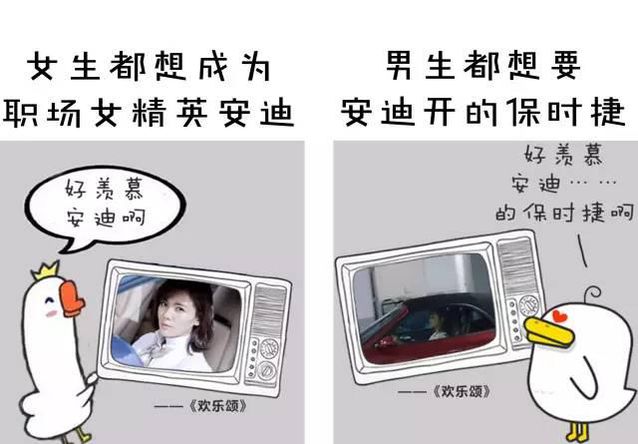 女生都想成为
职场女精英安迪
好羡慕
安迪啊
——《欢乐颂》
男生都想要
安迪开的保时捷
好羡慕
安迪……
的保时捷啊
——《欢乐颂》